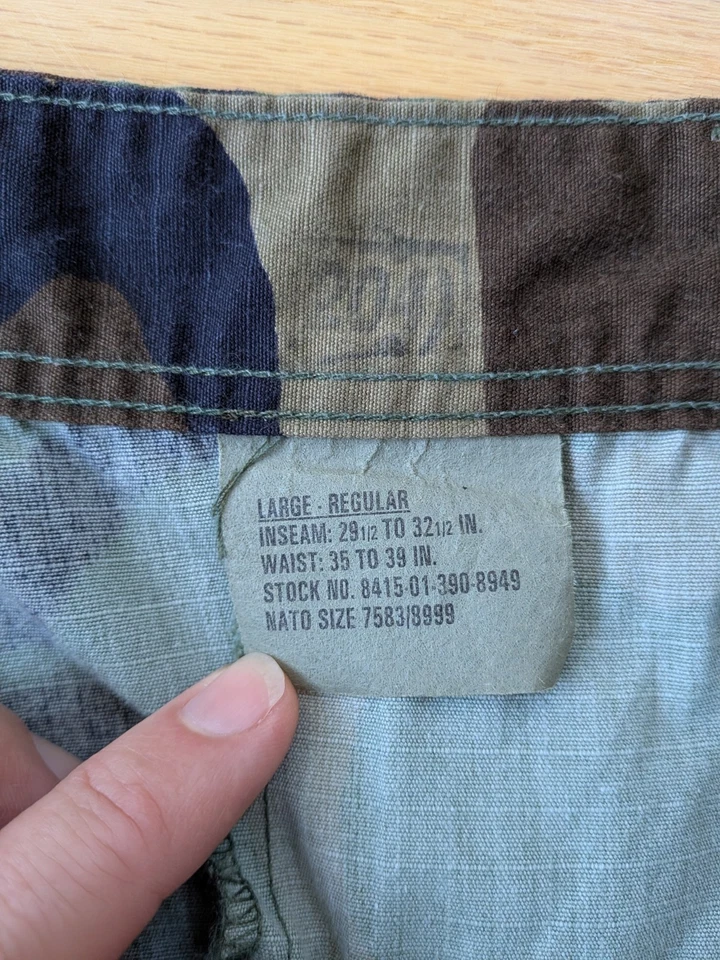 LARGE - REGULAR
INSEAM: 29 1/2 TO 32 1/2 IN.
WAIST: 35 TO 39 IN.
STOCK NO. 8415-01-390-8949
NATO SIZE 7583/8999